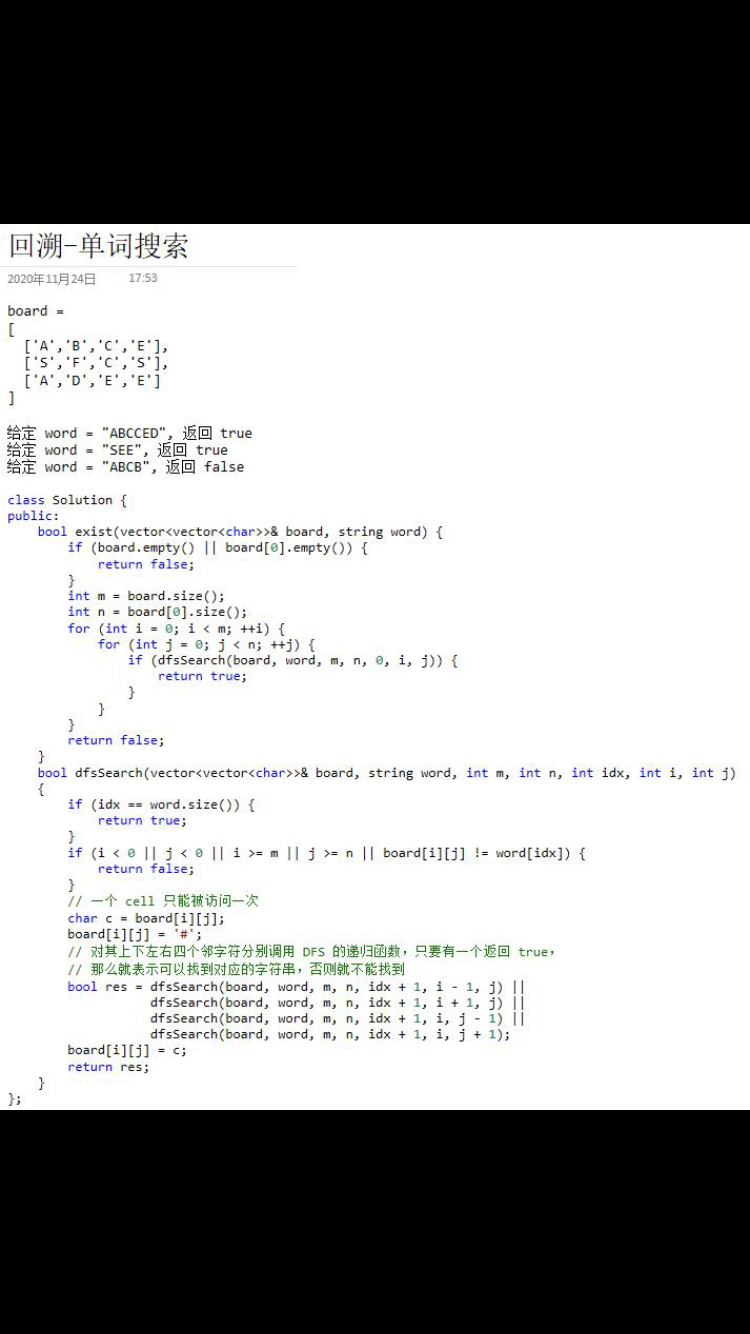 回溯-单词搜索
2020年11月24日 17:53
board =
[
  ['A','B','C','E'],
  ['S','F','C','S'],
  ['A','D','E','E']
]
给定 word = "ABCCED", 返回 true
给定 word = "SEE", 返回 true
给定 word = "ABCB", 返回 false
class Solution {
public:
    bool exist(vector<vector<char>>& board, string word) {
        if (board.empty() || board[0].empty()) {
            return false;
        }
        int m = board.size();
        int n = board[0].size();
        for (int i = 0; i < m; ++i) {
            for (int j = 0; j < n; ++j) {
                if (dfsSearch(board, word, m, n, 0, i, j)) {
                    return true;
                }
            }
        }
        return false;
    }
    bool dfsSearch(vector<vector<char>>& board, string word, int m, int n, int idx, int i, int j)
    {
        if (idx == word.size()) {
            return true;
        }
        if (i < 0 || j < 0 || i >= m || j >= n || board[i][j] != word[idx]) {
            return false;
        }
        // 一个 cell 只能被访问一次
        char c = board[i][j];
        board[i][j] = '#';
        // 对其上下左右四个邻字符分别调用 DFS 的递归函数，只要有一个返回 true，
        // 那么就表示可以找到对应的字符串，否则就不能找到
        bool res = dfsSearch(board, word, m, n, idx + 1, i - 1, j) ||
                   dfsSearch(board, word, m, n, idx + 1, i + 1, j) ||
                   dfsSearch(board, word, m, n, idx + 1, i, j - 1) ||
                   dfsSearch(board, word, m, n, idx + 1, i, j + 1);
        board[i][j] = c;
        return res;
    }
};